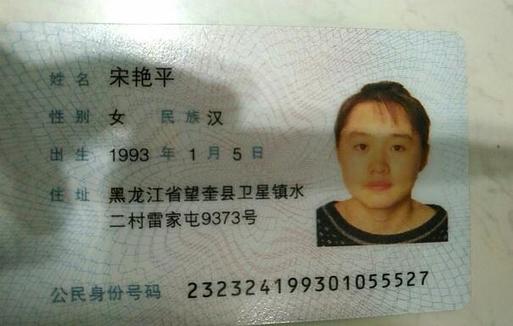 姓名 宋艳平
性别 女 民族 汉
出生 1993 年 1 月 5 日
住址 黑龙江省望奎县卫星镇水
二村雷家屯9373号
公民身份号码 232324199301055527